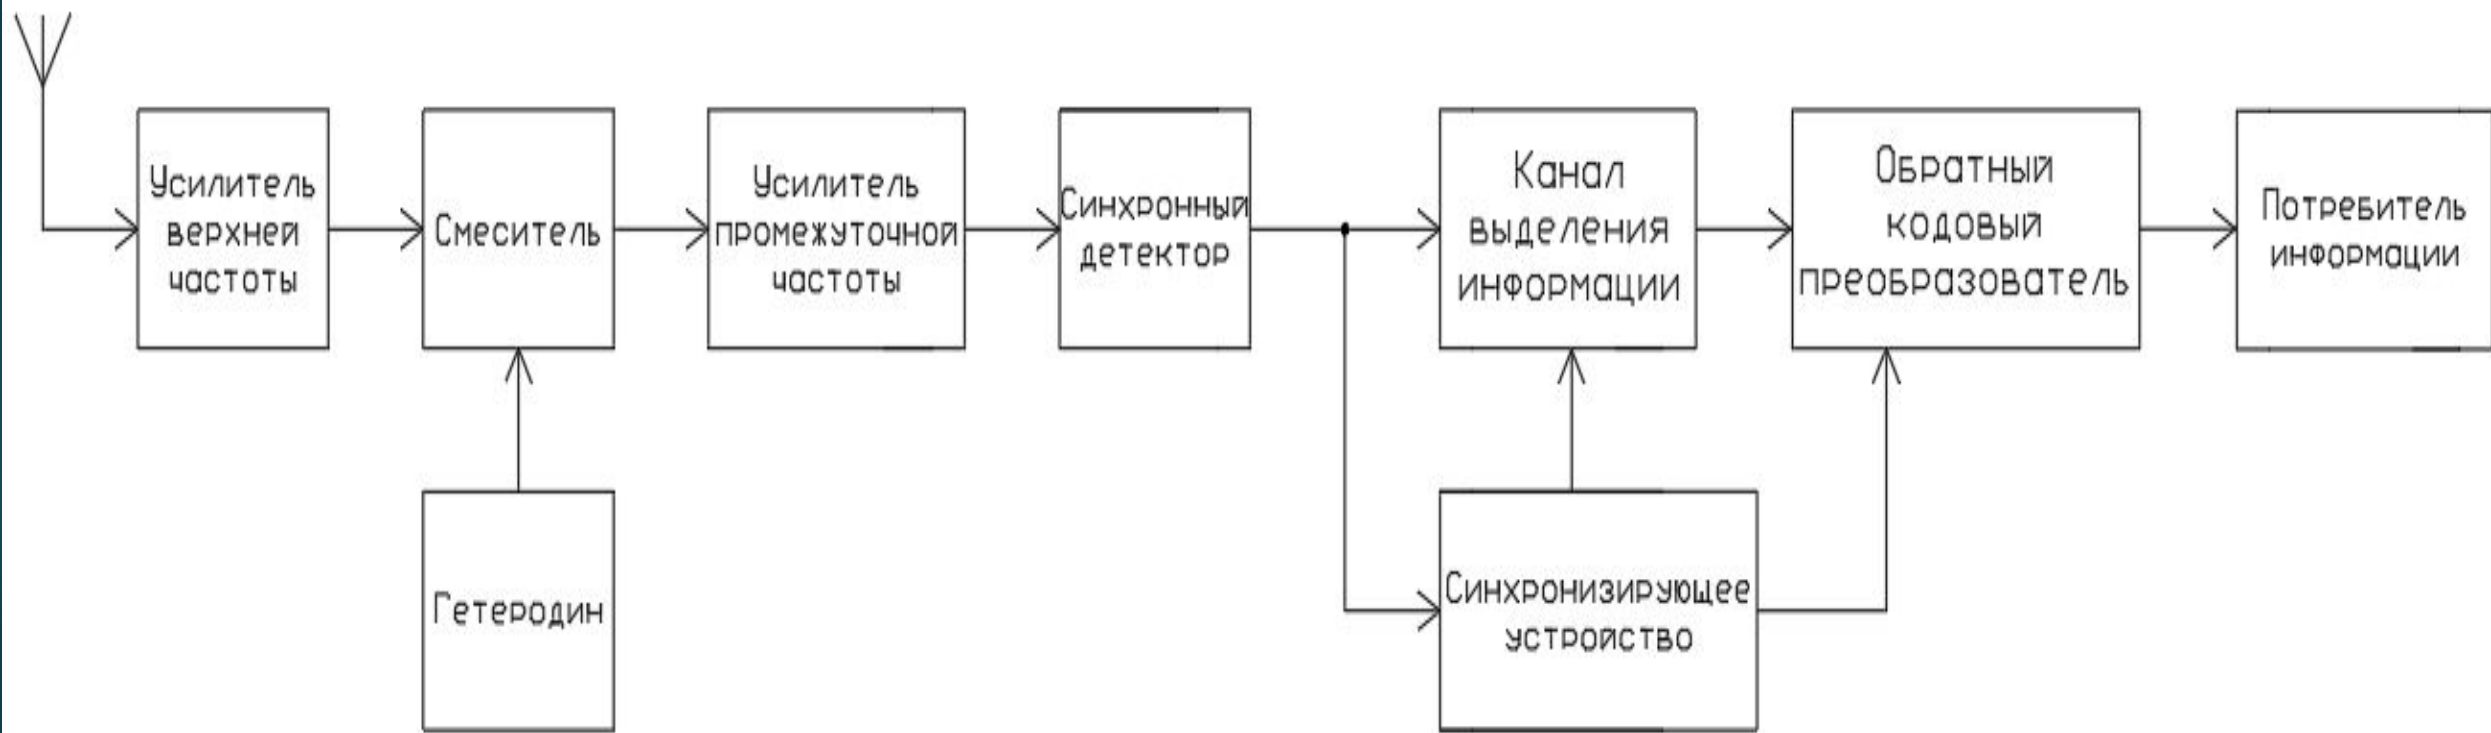 Усилитель
верхней
частоты
Смеситель
Усилитель
промежуточной
частоты
Синхронный
детектор
Канал
выделения
информации
Обратный
кодовый
преобразователь
Потребитель
информации
Гетеродин
Синхронизирующее
устройство